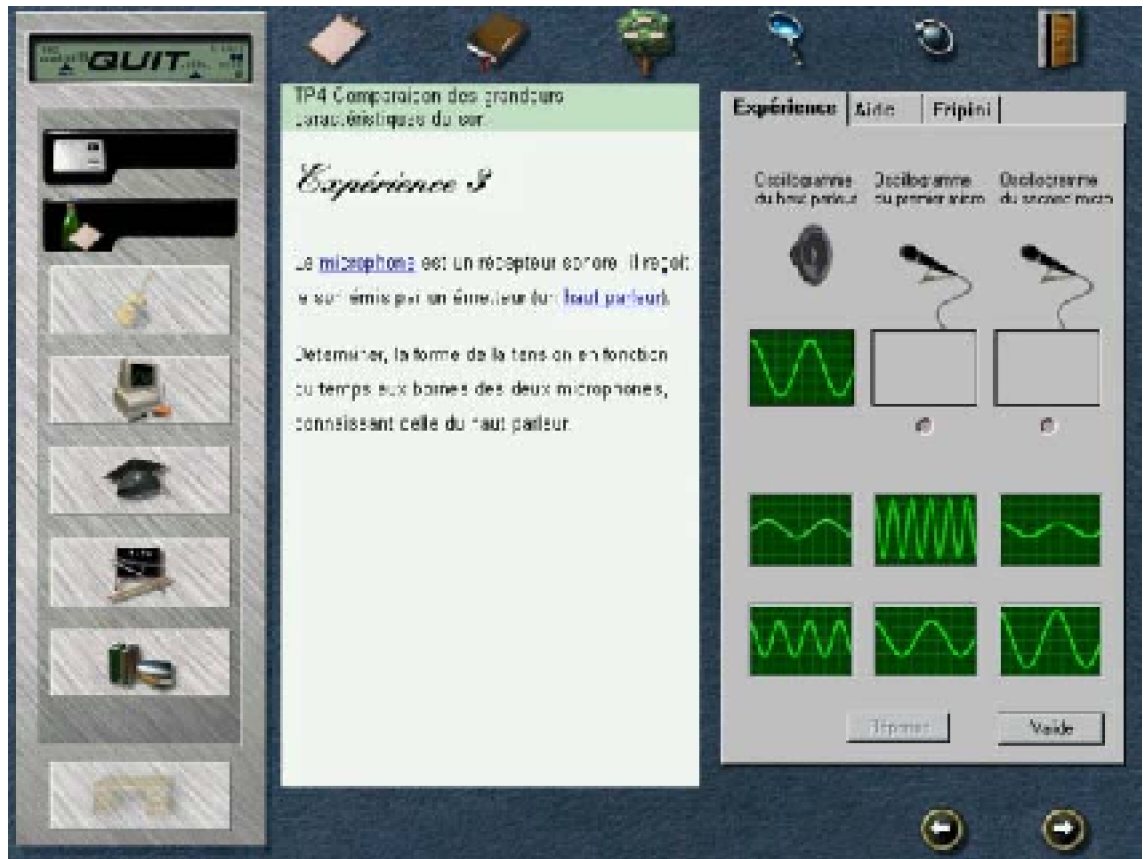 QUIT
TP4 Comparaison des grandeurs
caractéristiques du son
Expérience 3
Le microphone est un récepteur sonore. Il reçoit
le son émis par un émetteur (un haut parleur).
Déterminer, la forme de la tension en fonction
du temps aux bornes des deux microphones,
connaissant celle du haut parleur.
Expérience Aide Fripini
Oscillogramme Oscillogramme Oscillogramme
du haut parleur du premier micro du second micro
Réponse Valide